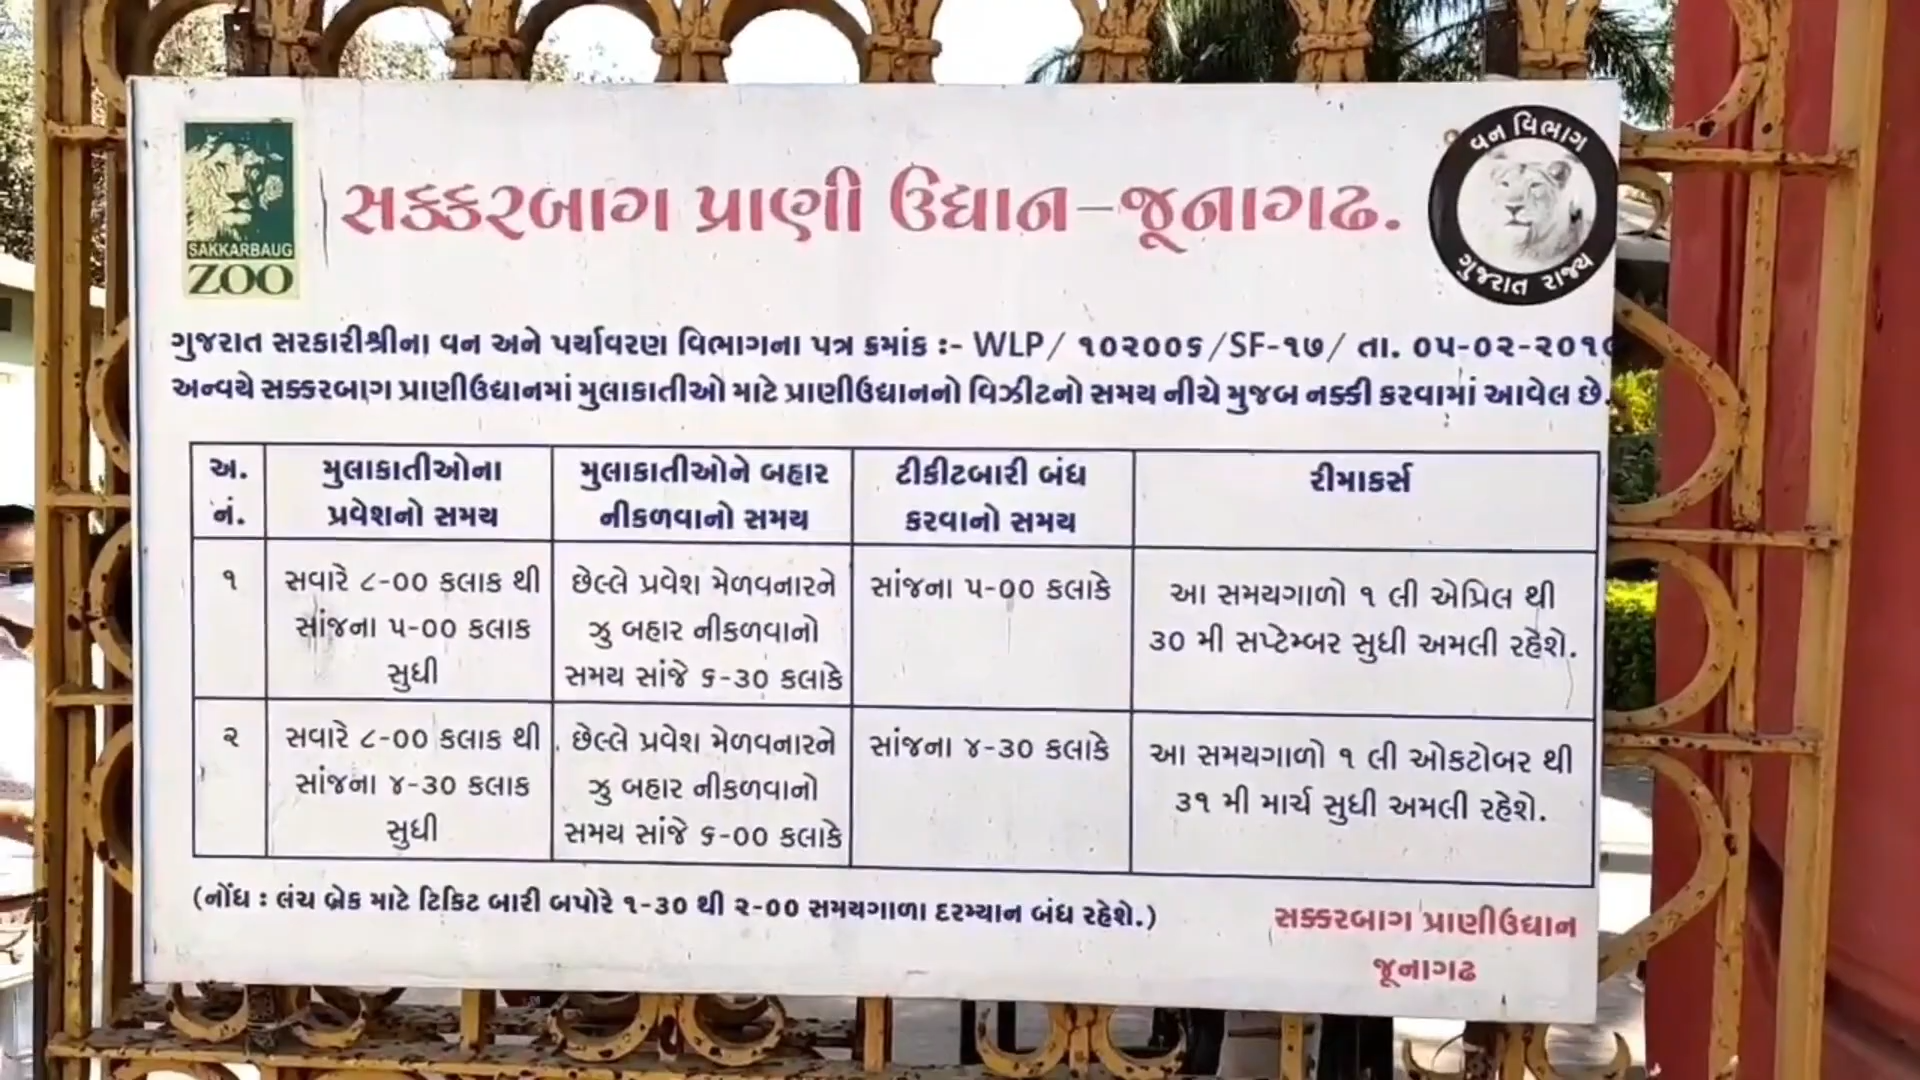 SAKKARBAUG
ZOO
સક્કરબાગ પ્રાણી ઉદ્યાન-જૂનાગઢ.
વન વિભાગ
ગુજરાત રાજ્ય
ગુજરાત સરકારીશ્રીના વન અને પર્યાવરણ વિભાગના પત્ર ક્રમાંક :- WLP/ ૧૦૨૦૦૬/SF-૧૭/ તા.
અન્વયે સક્કરબાગ પ્રાણીઉદ્યાનમાં મુલાકાતીઓ માટે પ્રાણીઉદ્યાનનો વિઝીટનો સમય નીચે મુજબ નક્કી કરવામાં આવેલ છે.
અ.
નં.
મુલાકાતીઓના
પ્રવેશનો સમય
મુલાકાતીઓને બહાર
નીકળવાનો સમય
ટીકીટબારી બંધ
કરવાનો સમય
રીમાકર્સ
૧
સવારે ૮-૦૦ કલાક થી
સાંજના ૫-૦૦ કલાક
સુધી
છેલ્લે પ્રવેશ મેળવનારને
ઝુ બહાર નીકળવાનો
સમય સાંજે ૬-૩૦ કલાકે
સાંજના ૫-૦૦ કલાકે
આ સમયગાળો ૧ લી એપ્રિલ થી
૩૦ મી સપ્ટેમ્બર સુધી અમલી રહેશે.
૨
સવારે ૮-૦૦ કલાક થી
સાંજના ૪-૩૦ કલાક
સુધી
છેલ્લે પ્રવેશ મેળવનારને
ઝુ બહાર નીકળવાનો
સમય સાંજે ૬-૦૦ કલાકે
સાંજના ૪-૩૦ કલાકે
આ સમયગાળો ૧ લી ઓકટોબર થી
૩૧ મી માર્ચ સુધી અમલી રહેશે.
(નોંધ : લંચ બ્રેક માટે ટિકિટ બારી બપોરે ૧-૩૦ થી ૨-૦૦ સમયગાળા દરમ્યાન બંધ રહેશે.)
સક્કરબાગ પ્રાણીઉદ્યાન
જૂનાગઢ